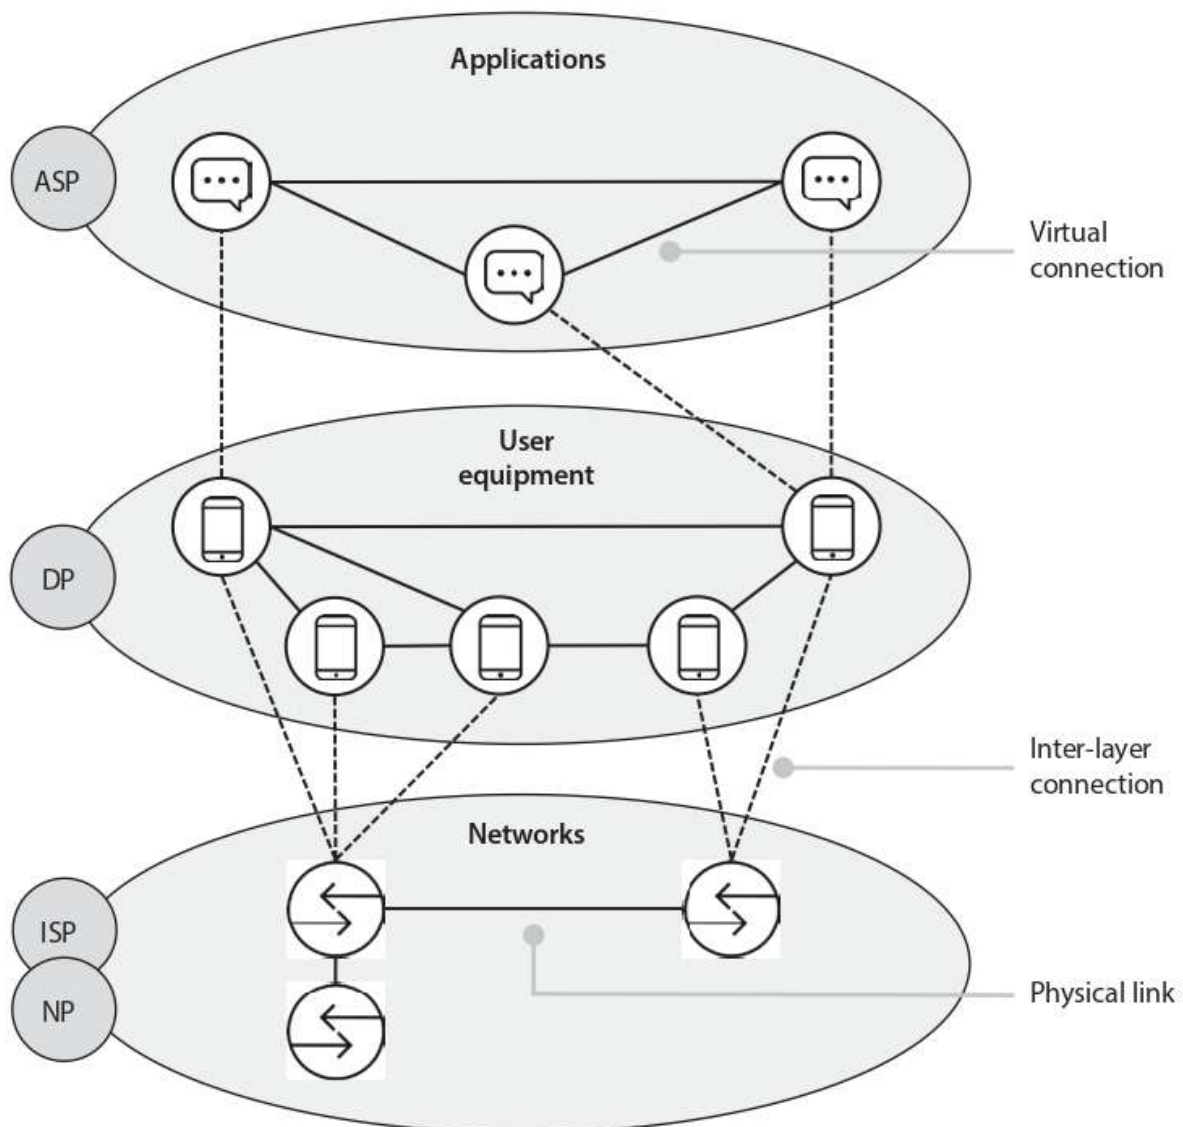 Applications
ASP
Virtual
connection
User
equipment
DP
Inter-layer
connection
Networks
ISP
NP
Physical link